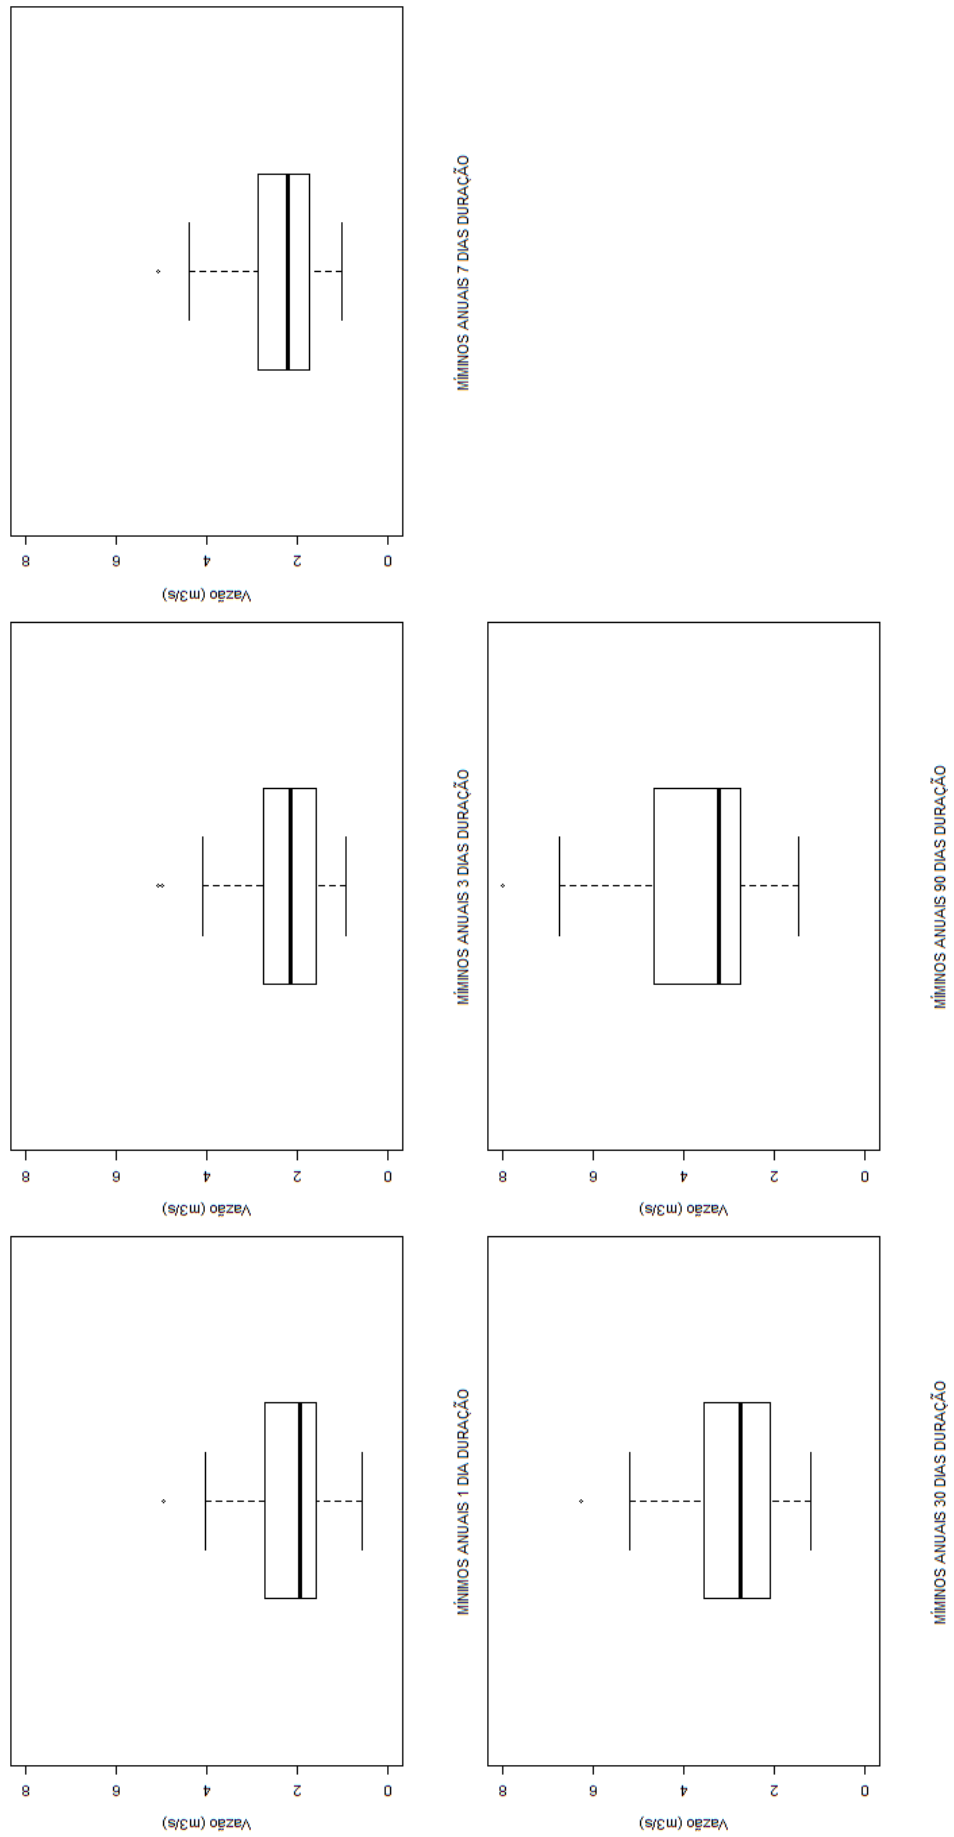 Vazão (m3/s)
8
6
4
2
0
MÍNIMOS ANUAIS 1 DIA DURAÇÃO
Vazão (m3/s)
8
6
4
2
0
MÍMINOS ANUAIS 3 DIAS DURAÇÃO
Vazão (m3/s)
8
6
4
2
0
MÍMINOS ANUAIS 7 DIAS DURAÇÃO
Vazão (m3/s)
8
6
4
2
0
MÍMINOS ANUAIS 30 DIAS DURAÇÃO
Vazão (m3/s)
8
6
4
2
0
MÍMINOS ANUAIS 90 DIAS DURAÇÃO